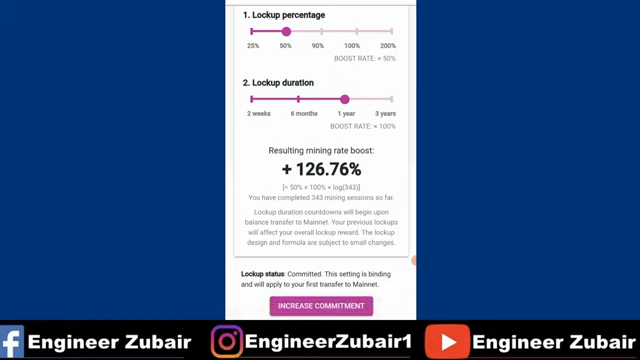 1. Lockup percentage
25% 50% 90% 100% 200%
BOOST RATE: × 50%
2. Lockup duration
2 weeks 6 months 1 year 3 years
BOOST RATE: × 100%
Resulting mining rate boost:
+ 126.76%
[= 50% × 100% × log(343)]
You have completed 343 mining sessions so far.
Lockup duration countdowns will begin upon
balance transfer to Mainnet. Your previous lockups
will affect your overall lockup reward. The lockup
design and formula are subject to small changes.
Lockup status: Committed. This setting is binding
and will apply to your first transfer to Mainnet.
INCREASE COMMITMENT
Engineer Zubair EngineerZubair1 Engineer Zubair